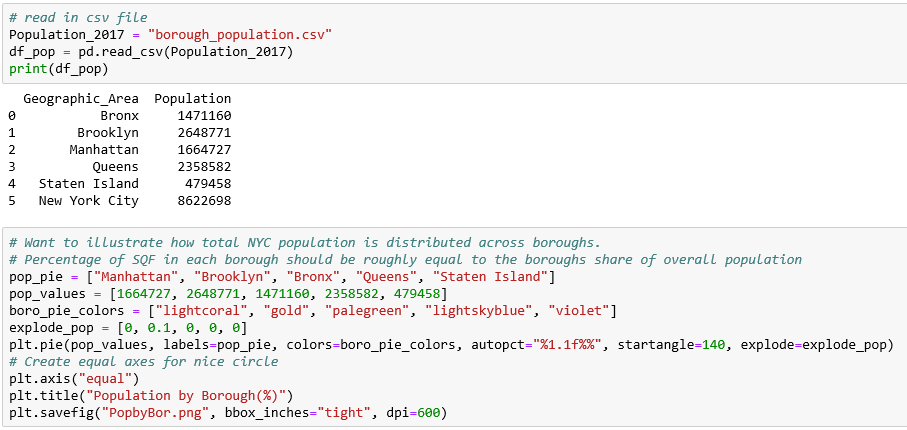 # read in csv file
Population_2017 = "borough_population.csv"
df_pop = pd.read_csv(Population_2017)
print(df_pop)
  Geographic_Area  Population
0           Bronx     1471160
1        Brooklyn     2648771
2       Manhattan     1664727
3          Queens     2358582
4   Staten Island      479458
5   New York City     8622698
# Want to illustrate how total NYC population is distributed across boroughs.
# Percentage of SQF in each borough should be roughly equal to the boroughs share of overall population
pop_pie = ["Manhattan", "Brooklyn", "Bronx", "Queens", "Staten Island"]
pop_values = [1664727, 2648771, 1471160, 2358582, 479458]
boro_pie_colors = ["lightcoral", "gold", "palegreen", "lightskyblue", "violet"]
explode_pop = [0, 0.1, 0, 0, 0]
plt.pie(pop_values, labels=pop_pie, colors=boro_pie_colors, autopct="%1.1f%%", startangle=140, explode=explode_pop)
# Create equal axes for nice circle
plt.axis("equal")
plt.title("Population by Borough(%)")
plt.savefig("PopbyBor.png", bbox_inches="tight", dpi=600)